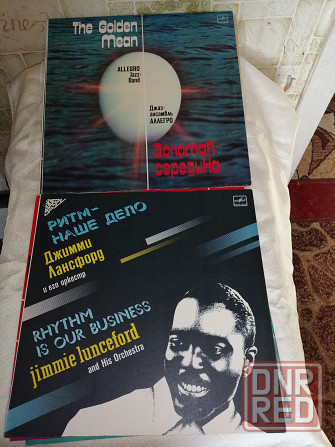 The Golden
Mean
ALLEGRO
Jazz-
Band
Джаз-
ансамбль
АЛЛЕГРО
Золотая
середина
РИТМ-
НАШЕ ДЕЛО
Джимми
Лансфорд
и его оркестр
RHYTHM
IS OUR BUSINESS
jimmie lunceford
and His Orchestra
DNR
RED